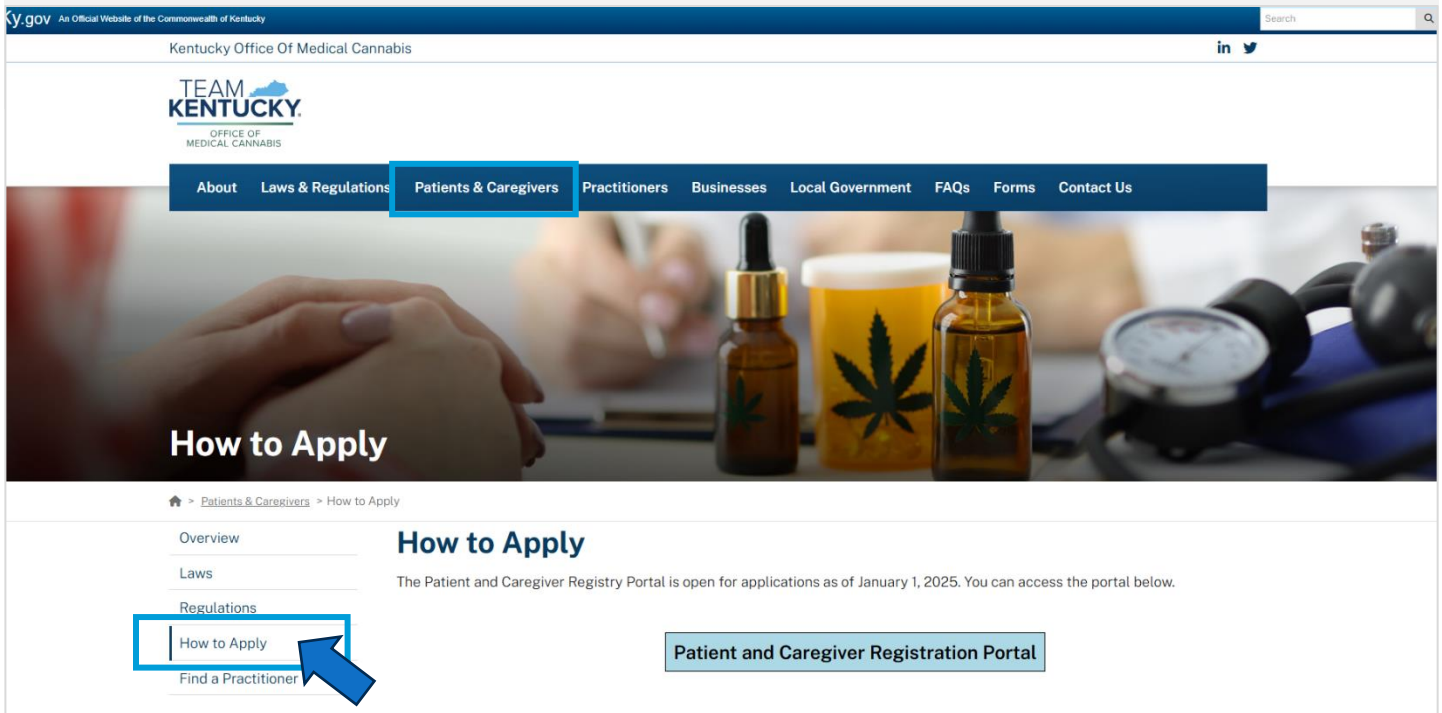 Ky.gov An Official Website of the Commonwealth of Kentucky
Search
Kentucky Office Of Medical Cannabis
in
TEAM
KENTUCKY.
OFFICE OF
MEDICAL CANNABIS
About Laws & Regulations Patients & Caregivers Practitioners Businesses Local Government FAQs Forms Contact Us
How to Apply
> Patients & Caregivers > How to Apply
Overview
Laws
Regulations
How to Apply
Find a Practitioner
How to Apply
The Patient and Caregiver Registry Portal is open for applications as of January 1, 2025. You can access the portal below.
Patient and Caregiver Registration Portal